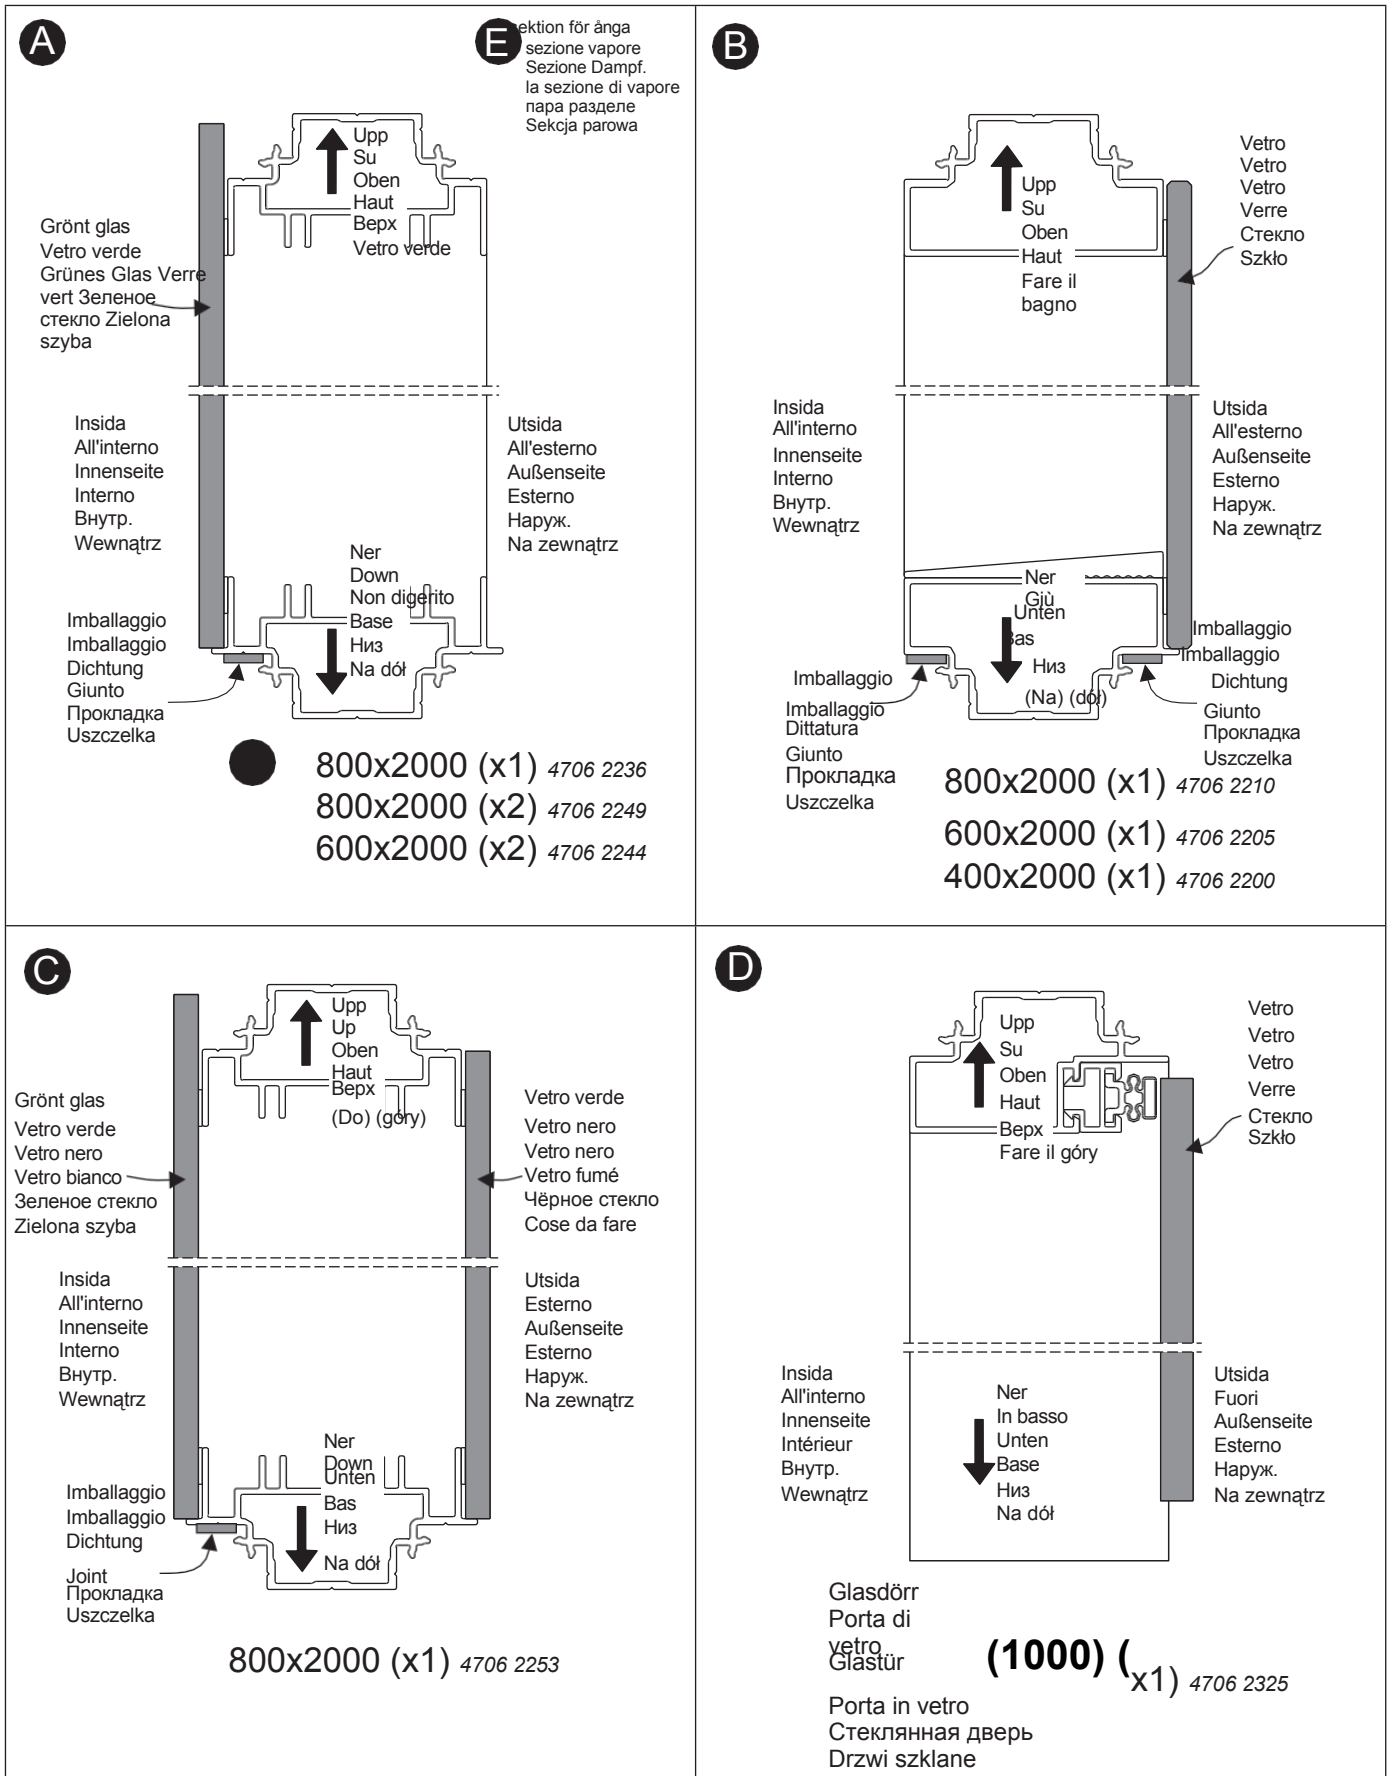 A
E
ektion för ånga
sezione vapore
Sezione Dampf.
la sezione di vapore
пара разделе
Sekcja parowa
Upp
Su
Oben
Haut
Верх
Vetro verde
Grönt glas
Vetro verde
Grünes Glas Verre
vert Зеленое
стекло Zielona
szyba
Insida
All'interno
Innenseite
Interno
Внутр.
Wewnątrz
Utsida
All'esterno
Außenseite
Esterno
Наруж.
Na zewnątrz
Ner
Down
Non digerito
Base
Низ
Na dół
Imballaggio
Imballaggio
Dichtung
Giunto
Прокладка
Uszczelka
800x2000 (x1) 4706 2236
800x2000 (x2) 4706 2249
600x2000 (x2) 4706 2244
B
Upp
Su
Oben
Haut
Fare il
bagno
Vetro
Vetro
Vetro
Verre
Стекло
Szkło
Insida
All'interno
Innenseite
Interno
Внутр.
Wewnątrz
Utsida
All'esterno
Außenseite
Esterno
Наруж.
Na zewnątrz
Ner
Giù
Unten
Bas
Низ
(Na) (dół)
Imballaggio
Imballaggio
Dittatura
Giunto
Прокладка
Uszczelka
Imballaggio
Imballaggio
Dichtung
Giunto
Прокладка
Uszczelka
800x2000 (x1) 4706 2210
600x2000 (x1) 4706 2205
400x2000 (x1) 4706 2200
C
Upp
Up
Oben
Haut
Верх
(Do) (góry)
Grönt glas
Vetro verde
Vetro nero
Vetro bianco
Зеленое стекло
Zielona szyba
Vetro verde
Vetro nero
Vetro nero
Vetro fumé
Чёрное стекло
Cose da fare
Insida
All'interno
Innenseite
Interno
Внутр.
Wewnątrz
Utsida
Esterno
Außenseite
Esterno
Наруж.
Na zewnątrz
Ner
Down
Unten
Bas
Низ
Na dół
Imballaggio
Imballaggio
Dichtung
Joint
Прокладка
Uszczelka
800x2000 (x1) 4706 2253
D
Upp
Su
Oben
Haut
Верх
Fare il góry
Vetro
Vetro
Vetro
Verre
Стекло
Szkło
Insida
All'interno
Innenseite
Intérieur
Внутр.
Wewnątrz
Ner
In basso
Unten
Base
Низ
Na dół
Utsida
Fuori
Außenseite
Esterno
Наруж.
Na zewnątrz
Glasdörr
Porta di
vetro
Glastür
Porta in vetro
Стеклянная дверь
Drzwi szklane
(1000) (x1) 4706 2325